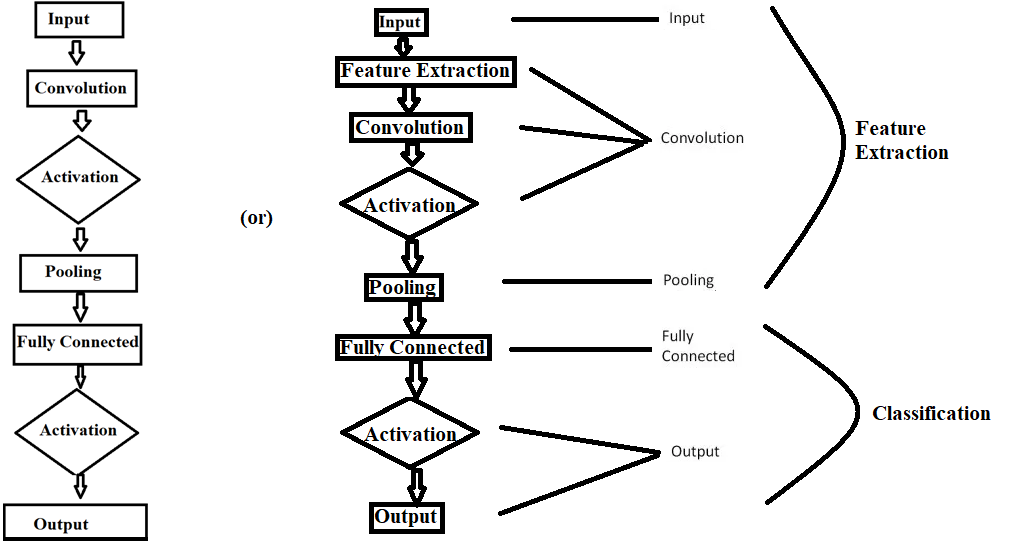 Input
Convolution
Activation
Pooling
Fully Connected
Activation
Output
(or)
Input
Feature Extraction
Convolution
Activation
Pooling
Fully Connected
Activation
Output
Input
Convolution
Pooling
Fully
Connected
Output
Feature
Extraction
Classification